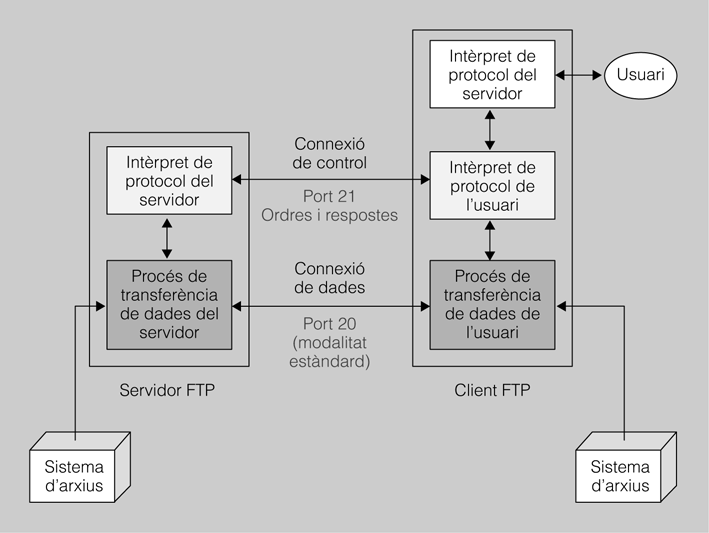 Intèrpret de
protocol del
servidor
Usuari
Intèrpret de
protocol del
servidor
Connexió
de control
Port 21
Ordres i respostes
Intèrpret de
protocol de
l’usuari
Procés de
transferència
de dades del
servidor
Connexió
de dades
Port 20
(modalitat
estàndard)
Procés de
transferència
de dades de
l’usuari
Servidor FTP
Client FTP
Sistema
d’arxius
Sistema
d’arxius